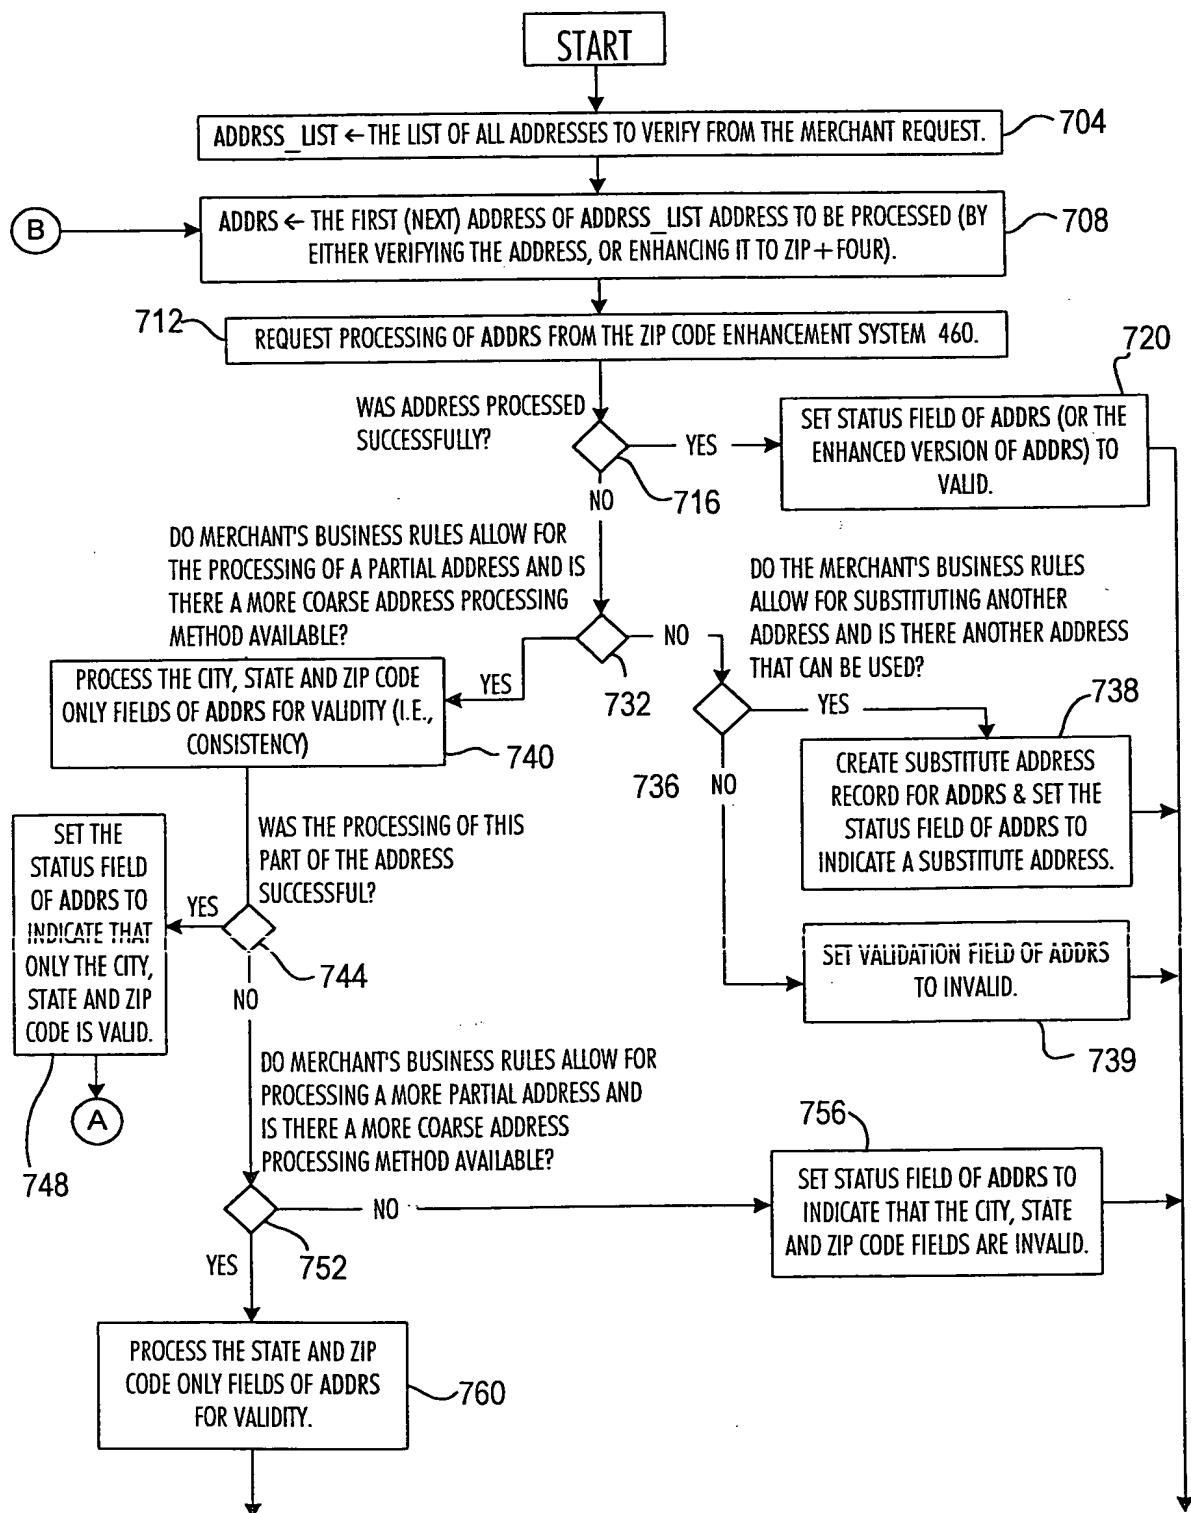 START
ADDRSS_LIST ← THE LIST OF ALL ADDRESSES TO VERIFY FROM THE MERCHANT REQUEST.
704
B
ADDRS ← THE FIRST (NEXT) ADDRESS OF ADDRSS_LIST ADDRESS TO BE PROCESSED (BY
EITHER VERIFYING THE ADDRESS, OR ENHANCING IT TO ZIP+FOUR).
708
712
REQUEST PROCESSING OF ADDRS FROM THE ZIP CODE ENHANCEMENT SYSTEM 460.
720
WAS ADDRESS PROCESSED
SUCCESSFULLY?
YES
SET STATUS FIELD OF ADDRS (OR THE
ENHANCED VERSION OF ADDRS) TO
VALID.
NO
716
DO MERCHANT'S BUSINESS RULES ALLOW FOR
THE PROCESSING OF A PARTIAL ADDRESS AND IS
THERE A MORE COARSE ADDRESS PROCESSING
METHOD AVAILABLE?
DO THE MERCHANT'S BUSINESS RULES
ALLOW FOR SUBSTITUTING ANOTHER
ADDRESS AND IS THERE ANOTHER ADDRESS
THAT CAN BE USED?
NO
YES
732
PROCESS THE CITY, STATE AND ZIP CODE
ONLY FIELDS OF ADDRS FOR VALIDITY (I.E.,
CONSISTENCY)
740
YES
738
736
NO
CREATE SUBSTITUTE ADDRESS
RECORD FOR ADDRS & SET THE
STATUS FIELD OF ADDRS TO
INDICATE A SUBSTITUTE ADDRESS.
SET THE
STATUS FIELD
OF ADDRS TO
INDICATE THAT
ONLY THE CITY,
STATE AND ZIP
CODE IS VALID.
WAS THE PROCESSING OF THIS
PART OF THE ADDRESS
SUCCESSFUL?
YES
744
NO
SET VALIDATION FIELD OF ADDRS
TO INVALID.
739
A
748
DO MERCHANT'S BUSINESS RULES ALLOW FOR
PROCESSING A MORE PARTIAL ADDRESS AND
IS THERE A MORE COARSE ADDRESS
PROCESSING METHOD AVAILABLE?
756
NO
SET STATUS FIELD OF ADDRS TO
INDICATE THAT THE CITY, STATE
AND ZIP CODE FIELDS ARE INVALID.
752
YES
PROCESS THE STATE AND ZIP
CODE ONLY FIELDS OF ADDRS
FOR VALIDITY.
760